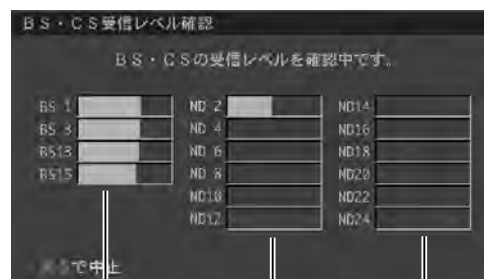 BS・CS受信レベル確認
BS・CSの受信レベルを確認中です。
BS 1 ND 2 ND14
BS 3 ND 4 ND16
BS13 ND 6 ND18
BS15 ND 8 ND20
ND10 ND22
ND12 ND24
で中止